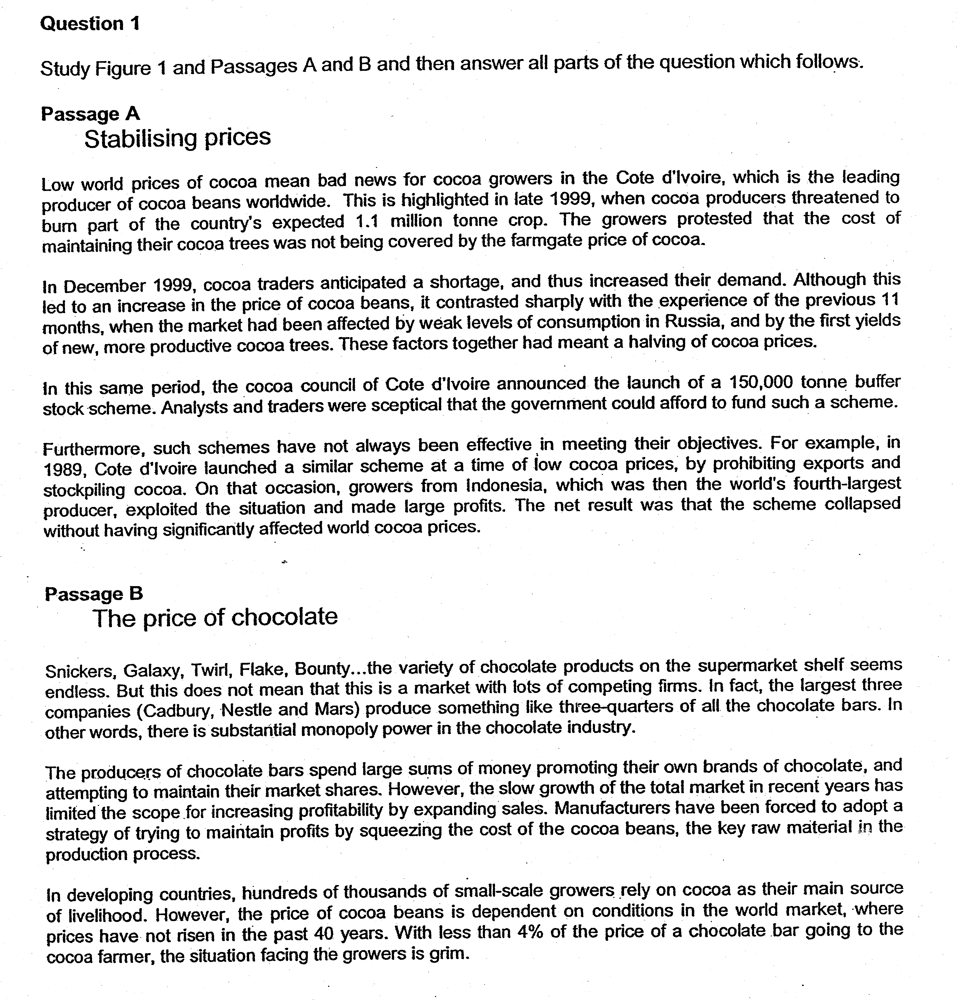 Question 1
Study Figure 1 and Passages A and B and then answer all parts of the question which follows.
Passage A
Stabilising prices
Low world prices of cocoa mean bad news for cocoa growers in the Cote d'Ivoire, which is the leading
producer of cocoa beans worldwide. This is highlighted in late 1999, when cocoa producers threatened to
burn part of the country's expected 1.1 million tonne crop. The growers protested that the cost of
maintaining their cocoa trees was not being covered by the farmgate price of cocoa.
In December 1999, cocoa traders anticipated a shortage, and thus increased their demand. Although this
led to an increase in the price of cocoa beans, it contrasted sharply with the experience of the previous 11
months, when the market had been affected by weak levels of consumption in Russia, and by the first yields
of new, more productive cocoa trees. These factors together had meant a halving of cocoa prices.
In this same period, the cocoa council of Cote d'Ivoire announced the launch of a 150,000 tonne buffer
stock scheme. Analysts and traders were sceptical that the government could afford to fund such a scheme.
Furthermore, such schemes have not always been effective in meeting their objectives. For example, in
1989, Cote d'Ivoire launched a similar scheme at a time of low cocoa prices, by prohibiting exports and
stockpiling cocoa. On that occasion, growers from Indonesia, which was then the world's fourth-largest
producer, exploited the situation and made large profits. The net result was that the scheme collapsed
without having significantly affected world cocoa prices.
Passage B
The price of chocolate
Snickers, Galaxy, Twirl, Flake, Bounty...the variety of chocolate products on the supermarket shelf seems
endless. But this does not mean that this is a market with lots of competing firms. In fact, the largest three
companies (Cadbury, Nestle and Mars) produce something like three-quarters of all the chocolate bars. In
other words, there is substantial monopoly power in the chocolate industry.
The producers of chocolate bars spend large sums of money promoting their own brands of chocolate, and
attempting to maintain their market shares. However, the slow growth of the total market in recent years has
limited the scope for increasing profitability by expanding sales. Manufacturers have been forced to adopt a
strategy of trying to maintain profits by squeezing the cost of the cocoa beans, the key raw material in the
production process.
In developing countries, hundreds of thousands of small-scale growers rely on cocoa as their main source
of livelihood. However, the price of cocoa beans is dependent on conditions in the world market, where
prices have not risen in the past 40 years. With less than 4% of the price of a chocolate bar going to the
cocoa farmer, the situation facing the growers is grim.